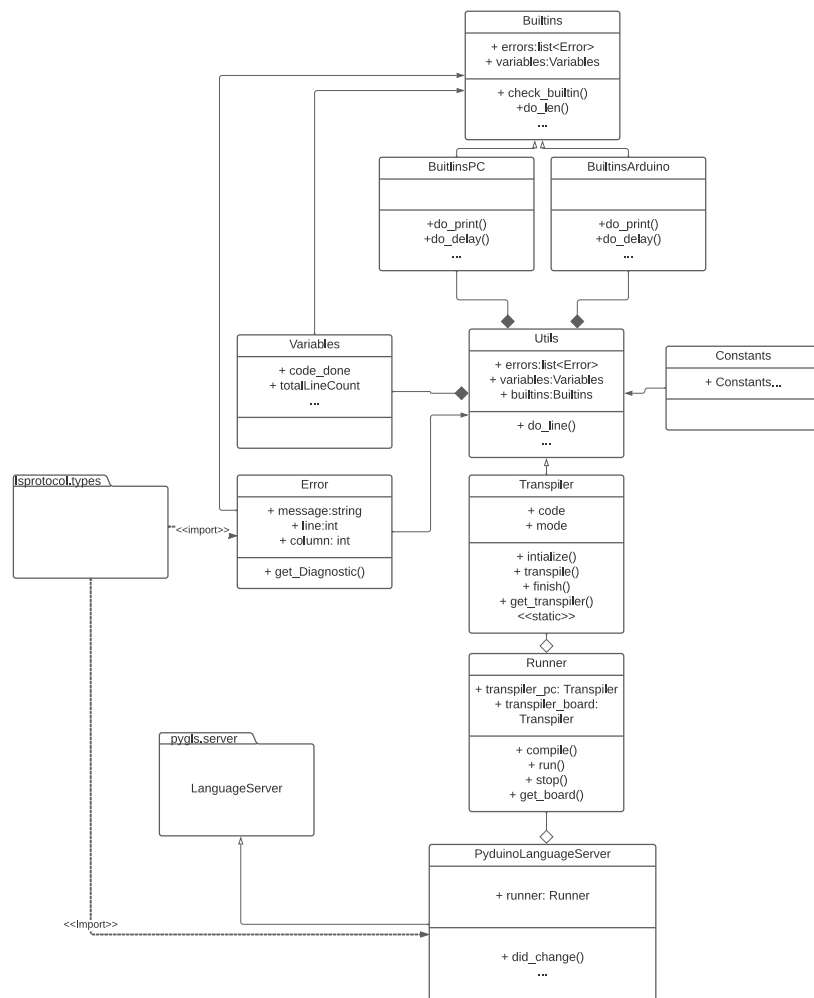 Builtins
+ errors:list<Error>
+ variables:Variables
+ check_builtin()
+do_len()
...
BuitlinsPC
+do_print()
+do_delay()
...
BuiltinsArduino
+do_print()
+do_delay()
...
Variables
+ code_done
+ totalLineCount
...
Utils
+ errors:list<Error>
+ variables:Variables
+ builtins:Builtins
+ do_line()
...
Constants
+ Constants...
lsprotocol.types
<<import>>
Error
+ message:string
+ line:int
+ column: int
+ get_Diagnostic()
Transpiler
+ code
+ mode
+ intialize()
+ transpile()
+ finish()
+ get_transpiler()
<<static>>
Runner
+ transpiler_pc: Transpiler
+ transpiler_board:
Transpiler
+ compile()
+ run()
+ stop()
+ get_board()
pygls.server
LanguageServer
PyduinoLanguageServer
+ runner: Runner
+ did_change()
...
<<Import>>